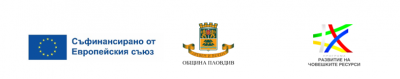 Съфинансирано от
Европейския съюз
ОБЩИНА ПЛОВДИВ
РАЗВИТИЕ НА
ЧОВЕШКИТЕ РЕСУРСИ